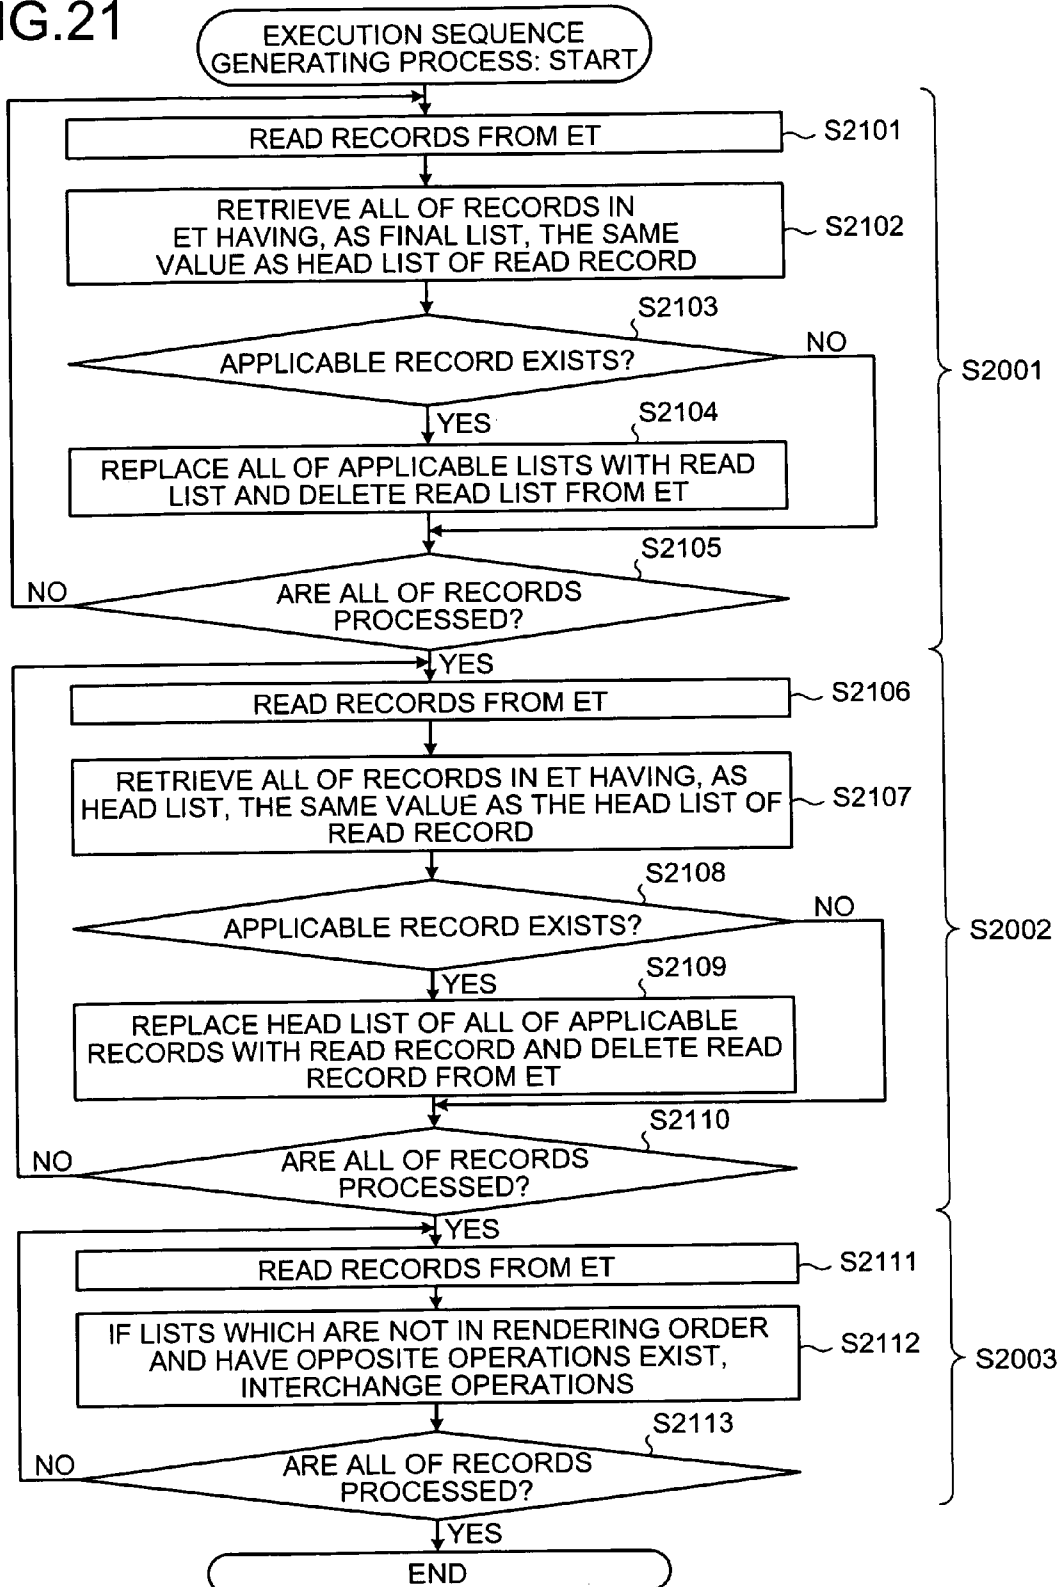 IG.21
EXECUTION SEQUENCE
GENERATING PROCESS: START
READ RECORDS FROM ET
S2101
RETRIEVE ALL OF RECORDS IN
ET HAVING, AS FINAL LIST, THE SAME
VALUE AS HEAD LIST OF READ RECORD
S2102
S2103
APPLICABLE RECORD EXISTS?
NO
S2001
YES
S2104
REPLACE ALL OF APPLICABLE LISTS WITH READ
LIST AND DELETE READ LIST FROM ET
S2105
NO
ARE ALL OF RECORDS
PROCESSED?
YES
READ RECORDS FROM ET
S2106
RETRIEVE ALL OF RECORDS IN ET HAVING, AS
HEAD LIST, THE SAME VALUE AS THE HEAD LIST OF
READ RECORD
S2107
S2108
APPLICABLE RECORD EXISTS?
NO
S2002
YES
S2109
REPLACE HEAD LIST OF ALL OF APPLICABLE
RECORDS WITH READ RECORD AND DELETE READ
RECORD FROM ET
S2110
NO
ARE ALL OF RECORDS
PROCESSED?
YES
READ RECORDS FROM ET
S2111
IF LISTS WHICH ARE NOT IN RENDERING ORDER
AND HAVE OPPOSITE OPERATIONS EXIST,
INTERCHANGE OPERATIONS
S2112
S2003
S2113
NO
ARE ALL OF RECORDS
PROCESSED?
YES
END